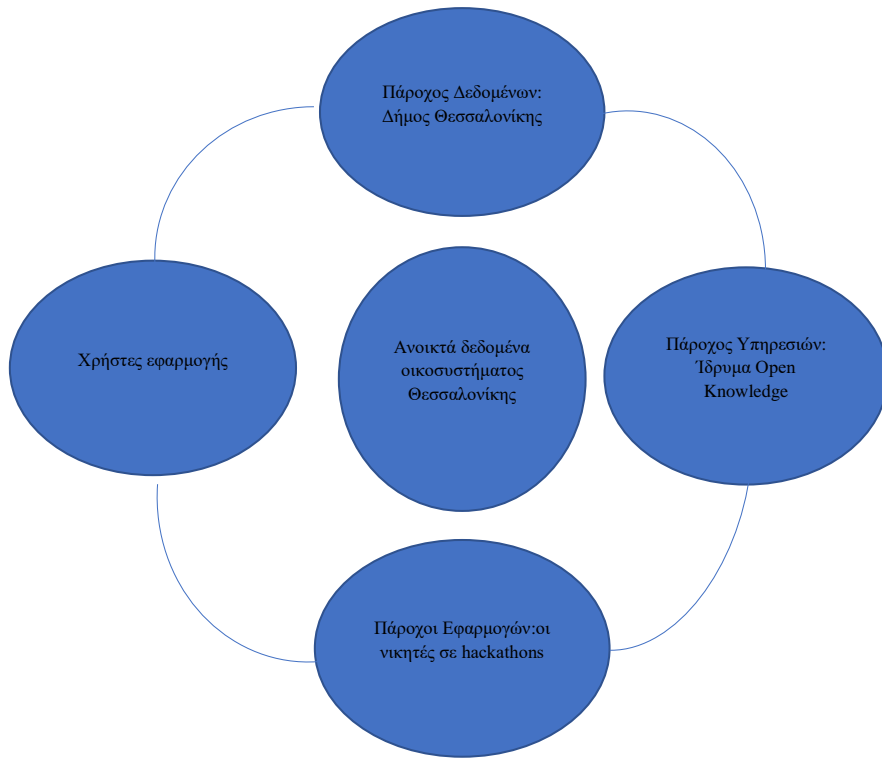 Πάροχος Δεδομένων:
Δήμος Θεσσαλονίκης
Χρήστες εφαρμογής
Ανοικτά δεδομένα
οικοσυστήματος
Θεσσαλονίκης
Πάροχος Υπηρεσιών:
Ίδρυμα Open
Knowledge
Πάροχοι Εφαρμογών:οι
νικητές σε hackathons